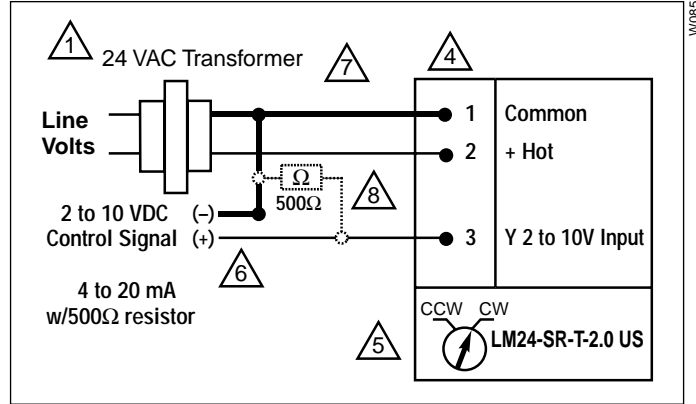 W085
1 24 VAC Transformer 7 4
Line
Volts
1 Common
2 + Hot
Ω
500Ω
8
2 to 10 VDC (–)
Control Signal (+)
3 Y 2 to 10V Input
6
4 to 20 mA
w/500Ω resistor
CCW CW
5
LM24-SR-T-2.0 US